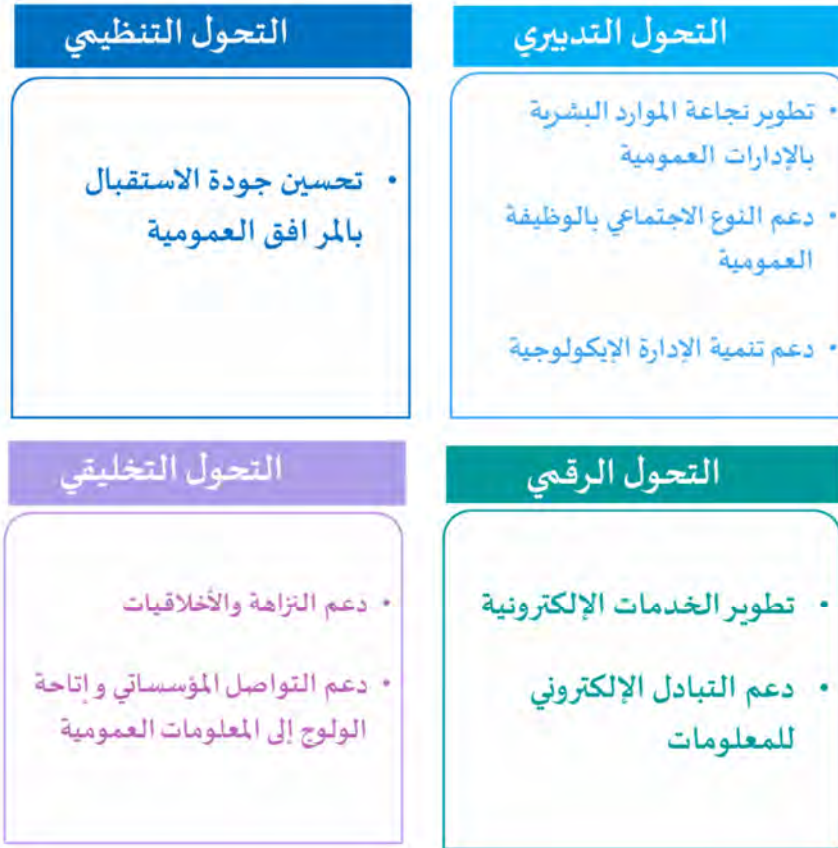 التحول التدبيري
• تطوير نجاعة الموارد البشرية
بالإدارات العمومية
• دعم النوع الاجتماعي بالوظيفة
العمومية
• دعم تنمية الإدارة الإيكولوجية
التحول التنظيمي
• تحسين جودة الاستقبال
بالمرافق العمومية
التحول الرقمي
• تطوير الخدمات الإلكترونية
• دعم التبادل الإلكتروني
للمعلومات
التحول التخليقي
• دعم النزاهة والأخلاقيات
• دعم التواصل المؤسساتي وإتاحة
الولوج إلى المعلومات العمومية